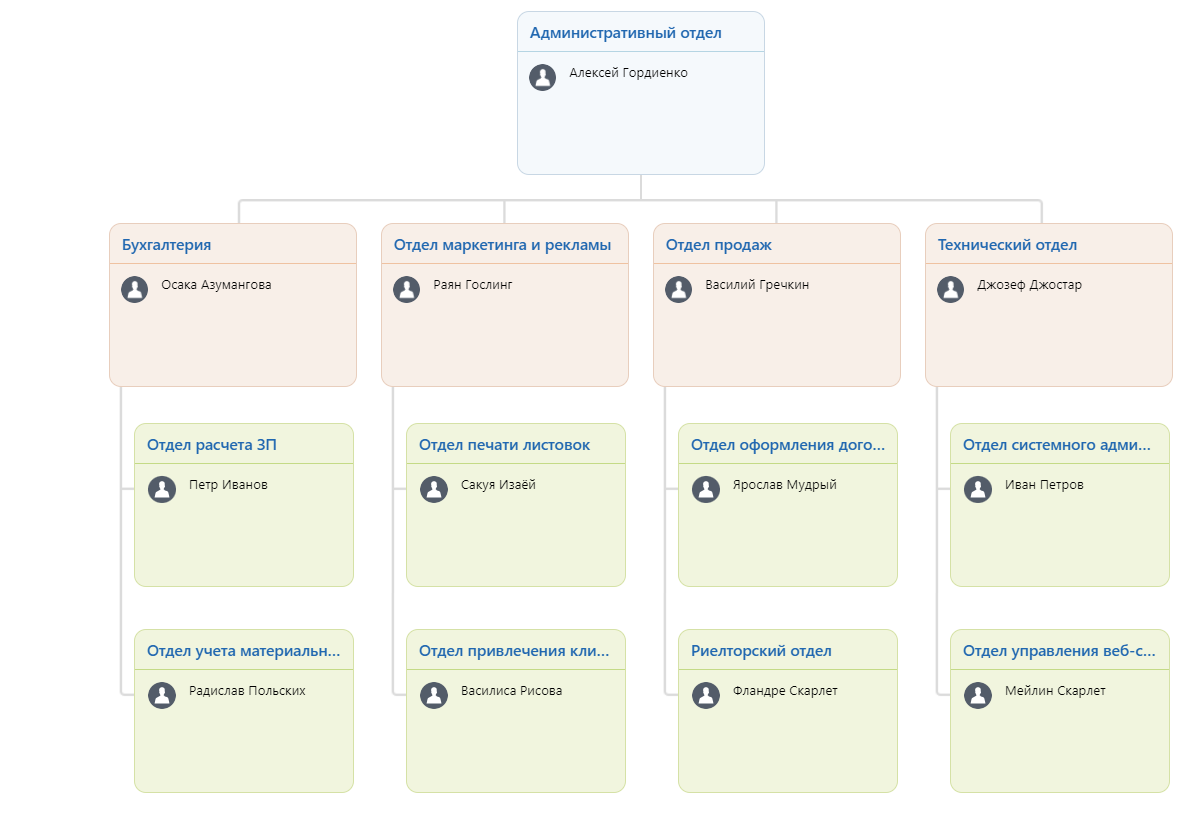 Административный отдел
Алексей Гордиенко
Бухгалтерия
Осака Азумангова
Отдел маркетинга и рекламы
Раян Гослинг
Отдел продаж
Василий Гречкин
Технический отдел
Джозеф Джостар
Отдел расчета ЗП
Петр Иванов
Отдел печати листовок
Сакуя Изаёй
Отдел оформления дого...
Ярослав Мудрый
Отдел системного адми...
Иван Петров
Отдел учета материальн...
Радислав Польских
Отдел привлечения кли...
Василиса Рисова
Риелторский отдел
Фландре Скарлет
Отдел управления веб-с...
Мейлин Скарлет